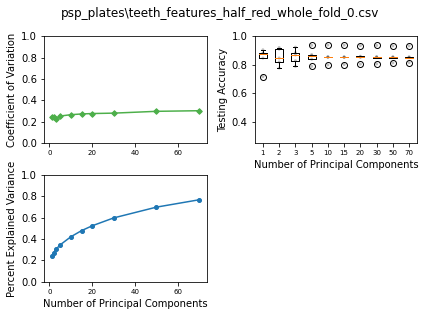 psp_plates\teeth_features_half_red_whole_fold_0.csv
Coefficient of Variation
1.0
0.8
0.6
0.4
0.2
0.0
0 20 40 60
Testing Accuracy
1.0
0.8
0.6
0.4
1 2 3 5 10 15 20 30 50 70
Number of Principal Components
Percent Explained Variance
1.0
0.8
0.6
0.4
0.2
0.0
0 20 40 60
Number of Principal Components